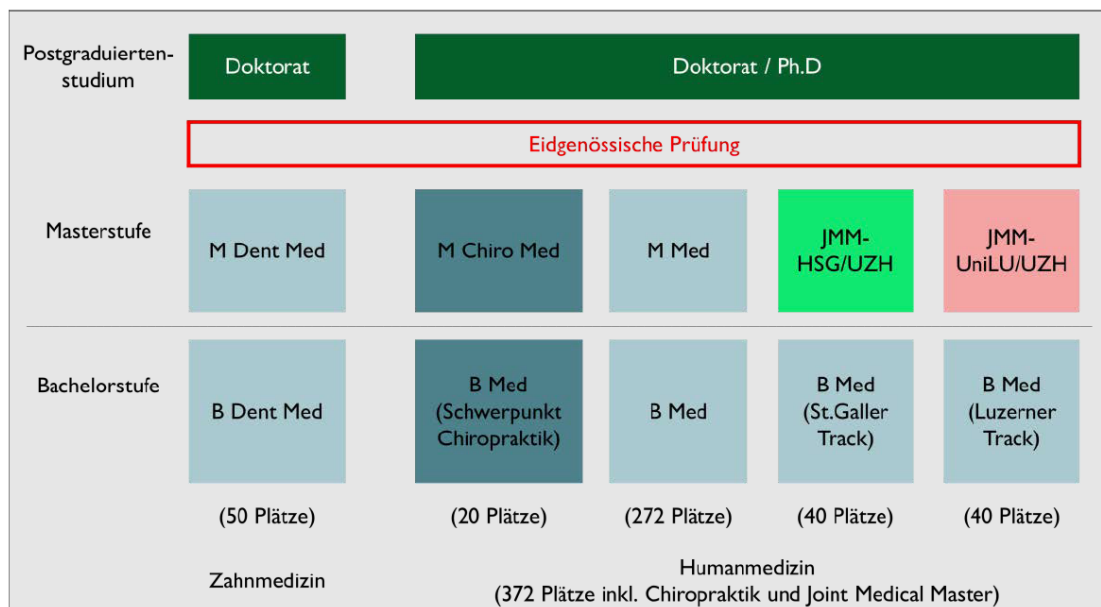 Postgraduierten-
studium
Doktorat
Doktorat / Ph.D
Eidgenössische Prüfung
Masterstufe
M Dent Med
M Chiro Med
M Med
JMM-
HSG/UZH
JMM-
UniLU/UZH
Bachelorstufe
B Dent Med
B Med
(Schwerpunkt
Chiropraktik)
B Med
B Med
(St.Galler
Track)
B Med
(Luzerner
Track)
(50 Plätze)
(20 Plätze)
(272 Plätze)
(40 Plätze)
(40 Plätze)
Zahnmedizin
Humanmedizin
(372 Plätze inkl. Chiropraktik und Joint Medical Master)